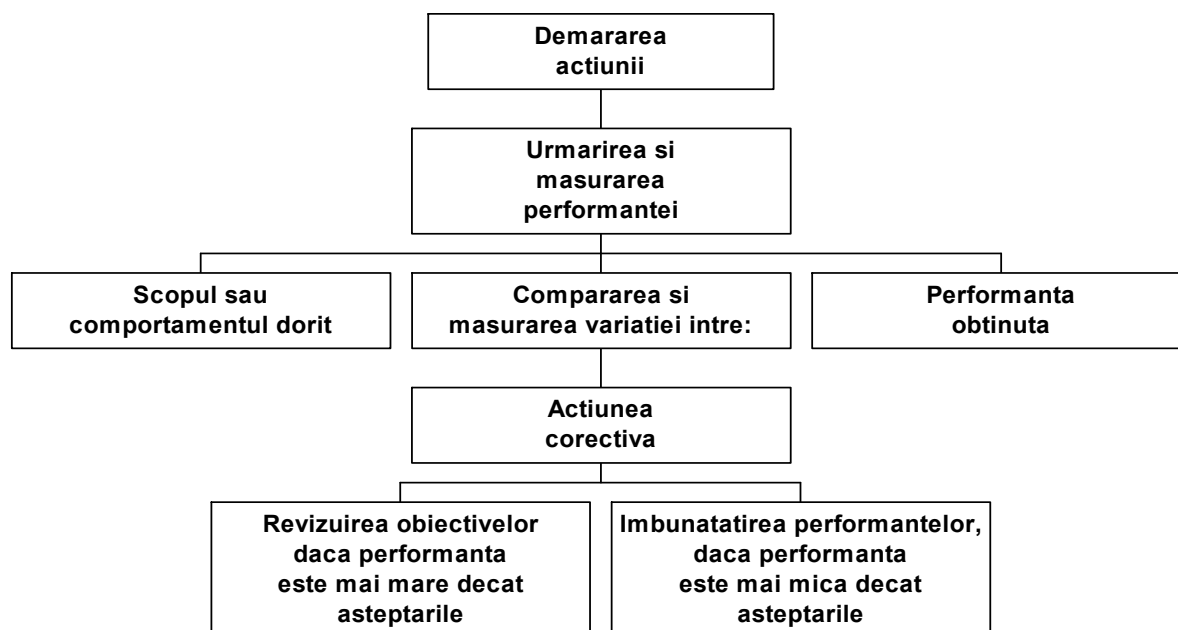 Demararea
actiunii
Urmarirea si
masurarea
performantei
Scopul sau
comportamentul dorit
Compararea si
masurarea variatiei intre:
Performanta
obtinuta
Actiunea
corectiva
Revizuirea obiectivelor
daca performanta
este mai mare decat
asteptarile
Imbunatatirea performantelor,
daca performanta
este mai mica decat
asteptarile